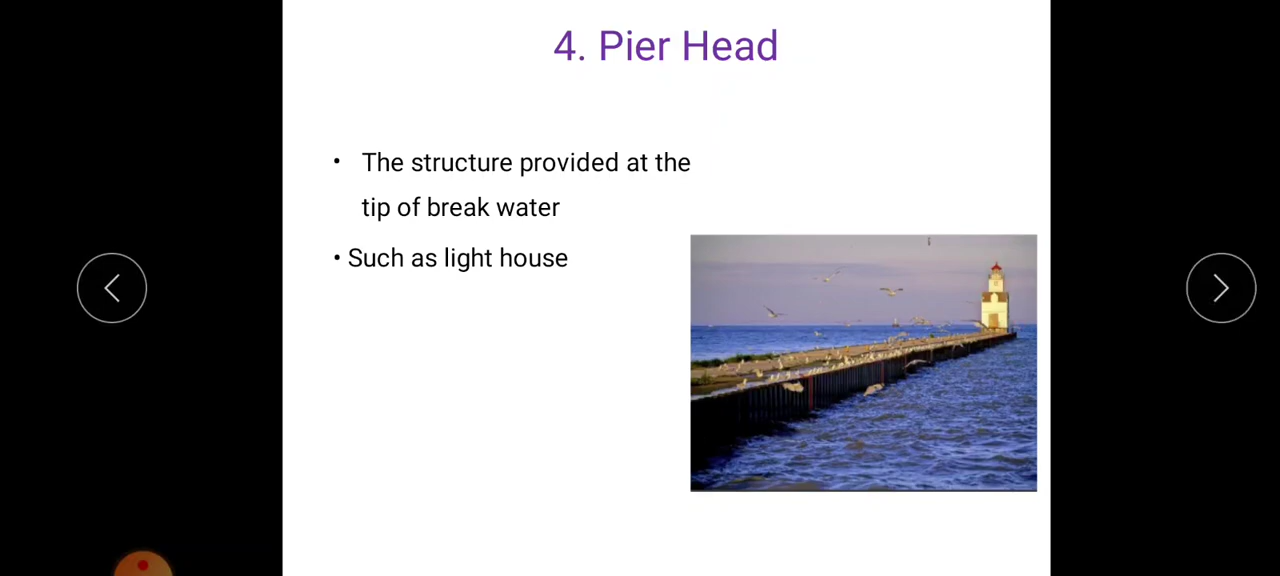 4. Pier Head
• The structure provided at the
tip of break water
• Such as light house